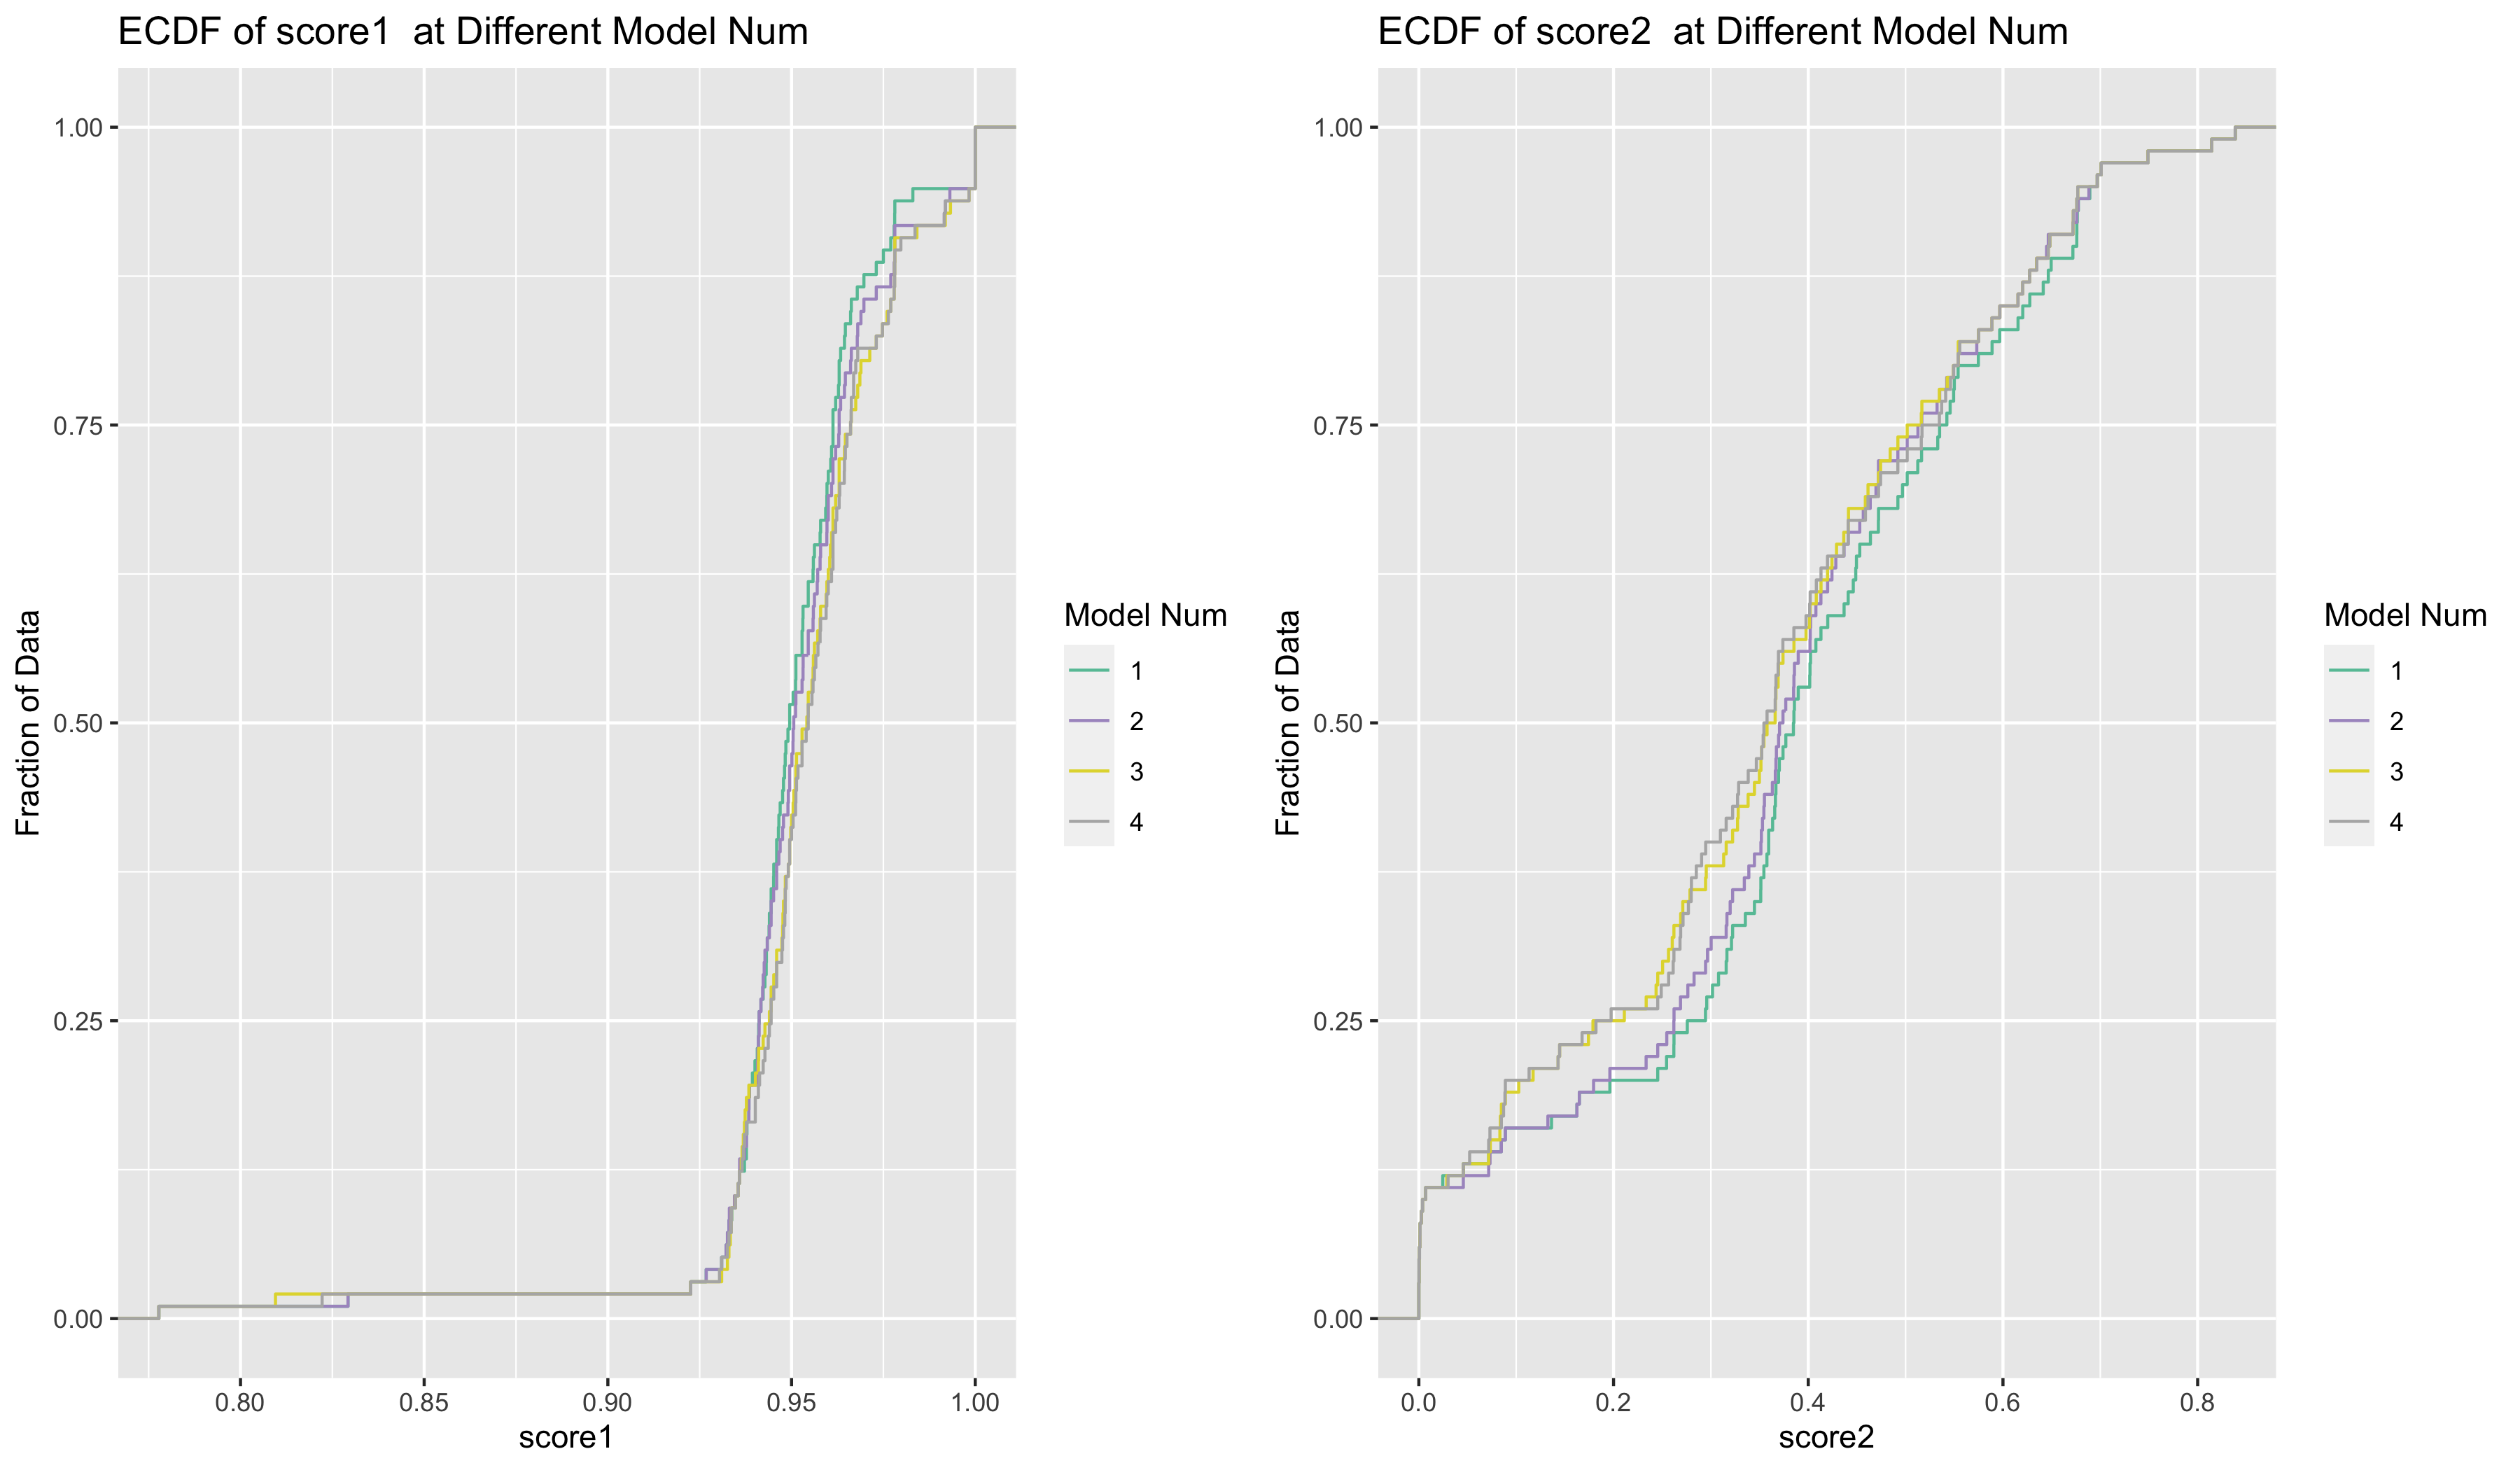 ECDF of score1  at Different Model Num
1.00
0.75
0.50
0.25
0.00
Fraction of Data
0.80 0.85 0.90 0.95 1.00
score1
Model Num
1
2
3
4
ECDF of score2  at Different Model Num
1.00
0.75
0.50
0.25
0.00
Fraction of Data
0.0 0.2 0.4 0.6 0.8
score2
Model Num
1
2
3
4